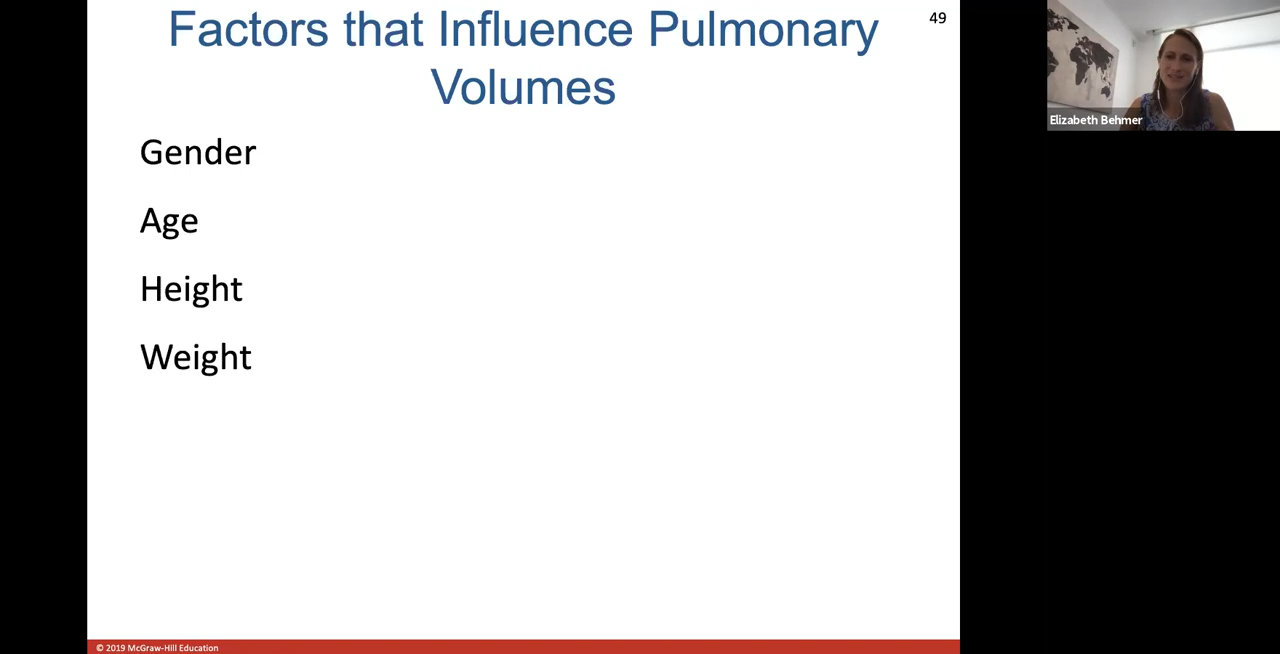 Factors that Influence Pulmonary
Volumes
49
Gender
Age
Height
Weight
© 2019 McGraw-Hill Education
Elizabeth Behmer